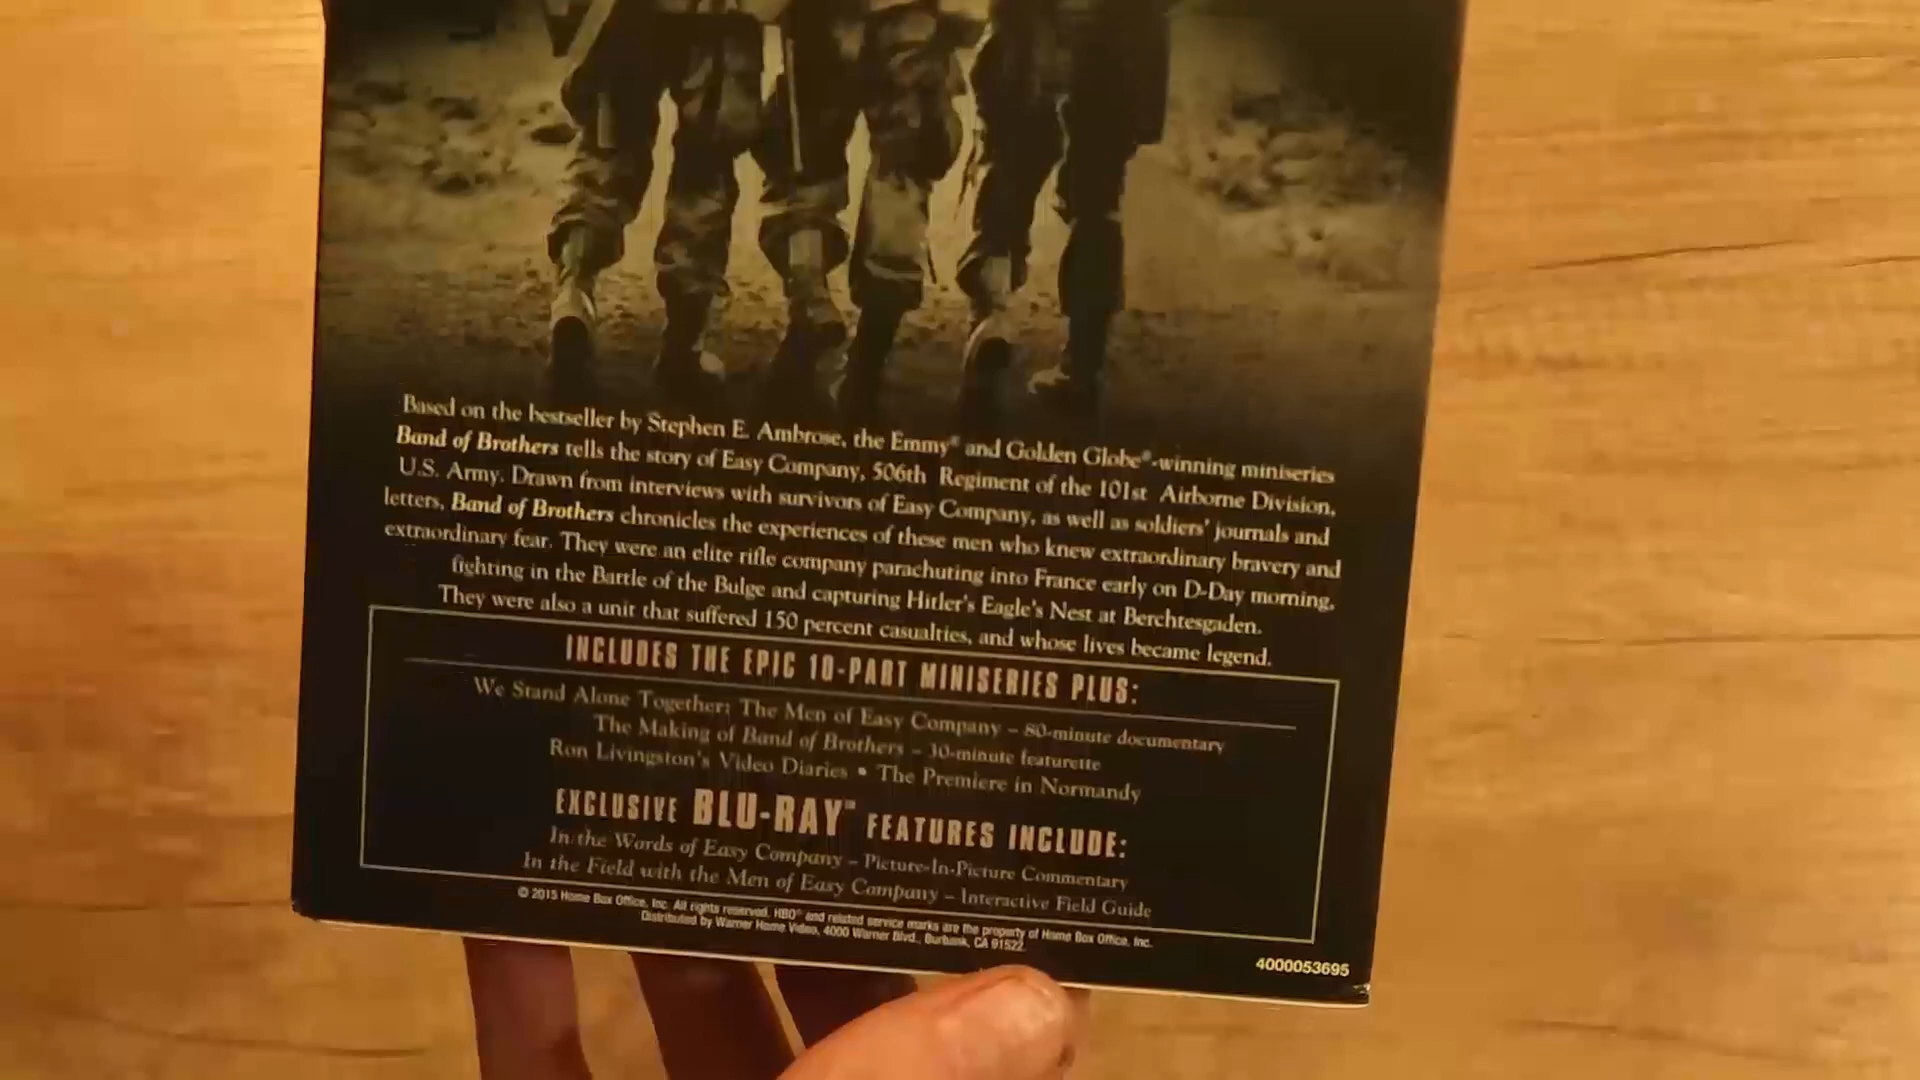 Based on the bestseller by Stephen E. Ambrose, the Emmy® and Golden Globe®-winning miniseries
Band of Brothers tells the story of Easy Company, 506th Regiment of the 101st Airborne Division,
U.S. Army. Drawn from interviews with survivors of Easy Company, as well as soldiers' journals and
letters, Band of Brothers chronicles the experiences of these men who knew extraordinary bravery and
extraordinary fear. They were an elite rifle company parachuting into France early on D-Day morning,
fighting in the Battle of the Bulge and capturing Hitler's Eagle's Nest at Berchtesgaden.
They were also a unit that suffered 150 percent casualties, and whose lives became legend.
INCLUDES THE EPIC 10-PART MINISERIES PLUS:
We Stand Alone Together: The Men of Easy Company – 80-minute documentary
The Making of Band of Brothers – 30-minute featurette
Ron Livingston's Video Diaries • The Premiere in Normandy
EXCLUSIVE BLU-RAY™ FEATURES INCLUDE:
In the Words of Easy Company – Picture-In-Picture Commentary
In the Field with the Men of Easy Company – Interactive Field Guide
© 2015 Home Box Office, Inc. All rights reserved. HBO® and related service marks are the property of Home Box Office, Inc.
Distributed by Warner Home Video, 4000 Warner Blvd., Burbank, CA 91522.
4000053695